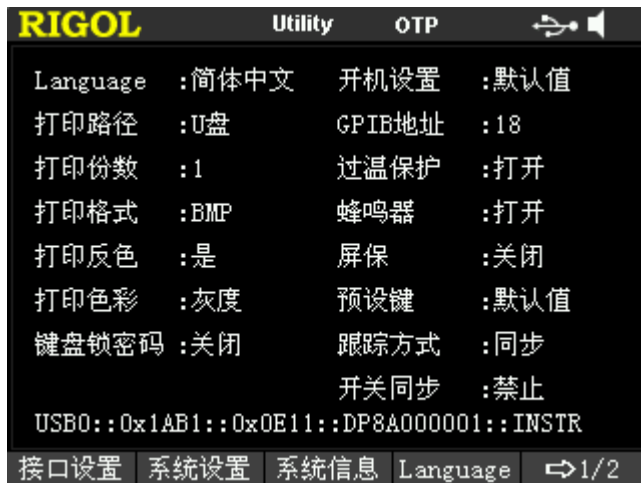 RIGOL Utility OTP
Language :简体中文 开机设置 :默认值
打印路径 :U盘 GPIB地址 :18
打印份数 :1 过温保护 :打开
打印格式 :BMP 蜂鸣器 :打开
打印反色 :是 屏保 :关闭
打印色彩 :灰度 预设键 :默认值
键盘锁密码 :关闭 跟踪方式 :同步
开关同步 :禁止
USB0::0x1AB1::0x0E11::DP8A000001::INSTR
接口设置 系统设置 系统信息 Language ⇨1/2